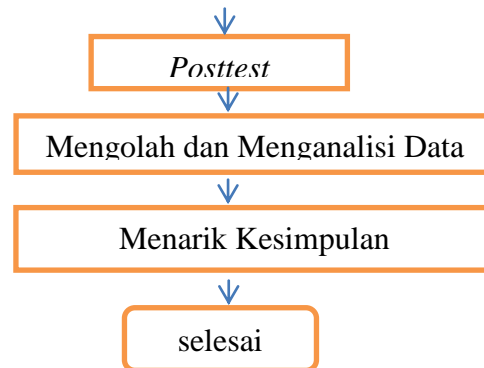 Posttest
Mengolah dan Menganalisi Data
Menarik Kesimpulan
selesai